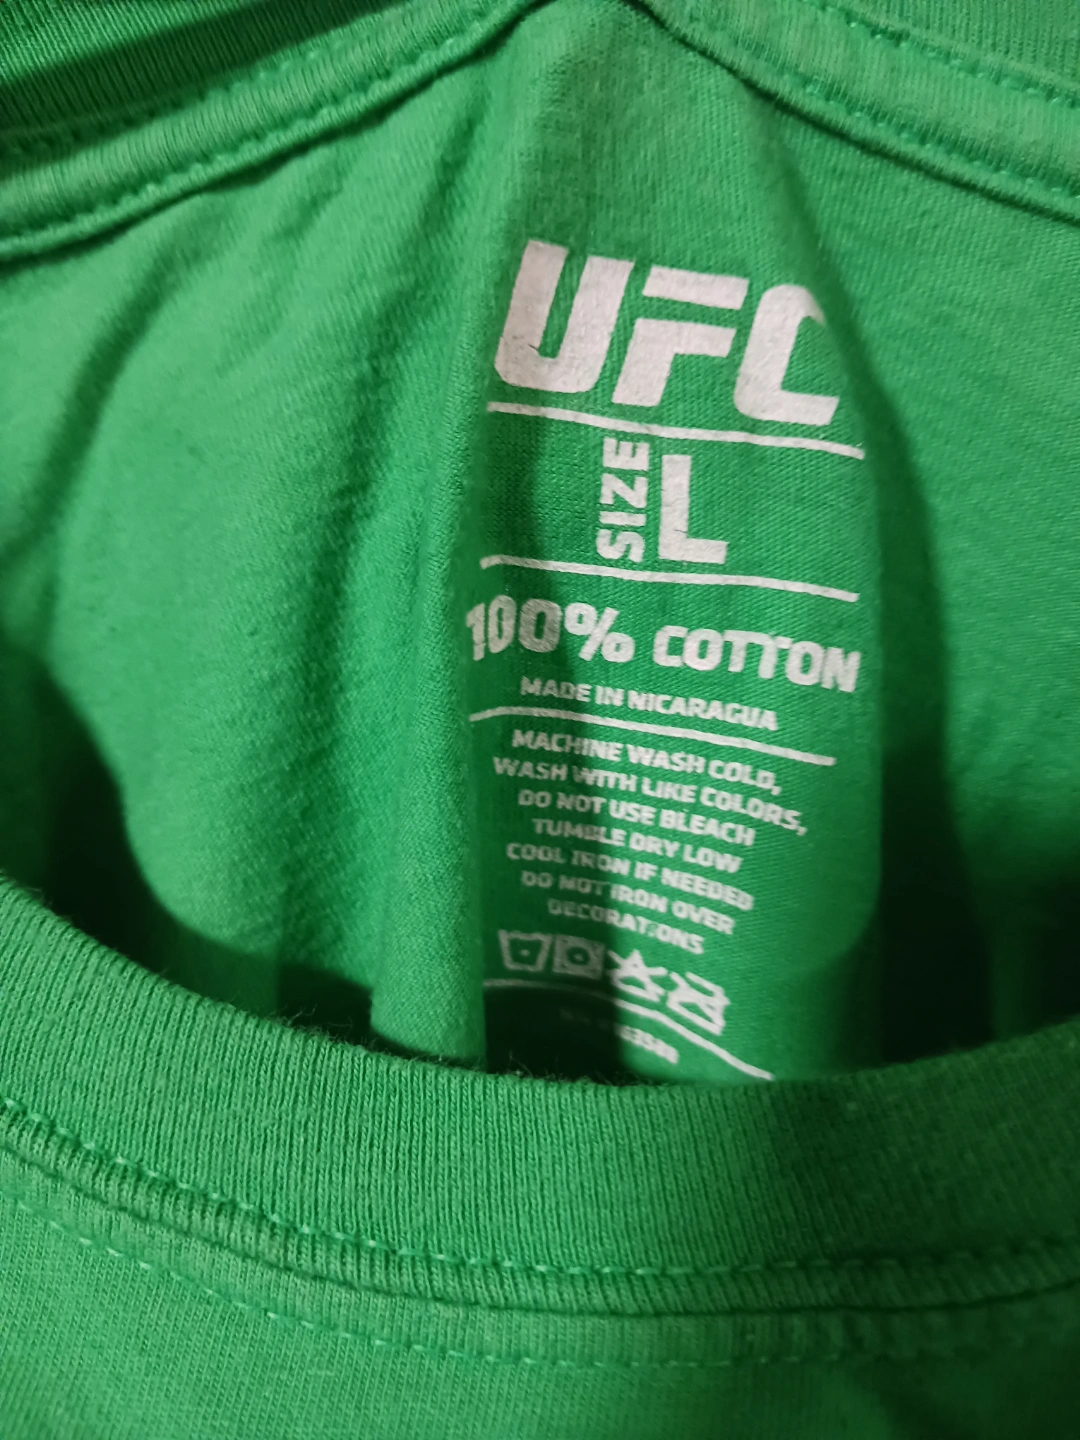 UFC
SIZE L
100% COTTON
MADE IN NICARAGUA
MACHINE WASH COLD,
WASH WITH LIKE COLORS,
DO NOT USE BLEACH
TUMBLE DRY LOW
COOL IRON IF NEEDED
DO NOT IRON OVER
DECORATIONS